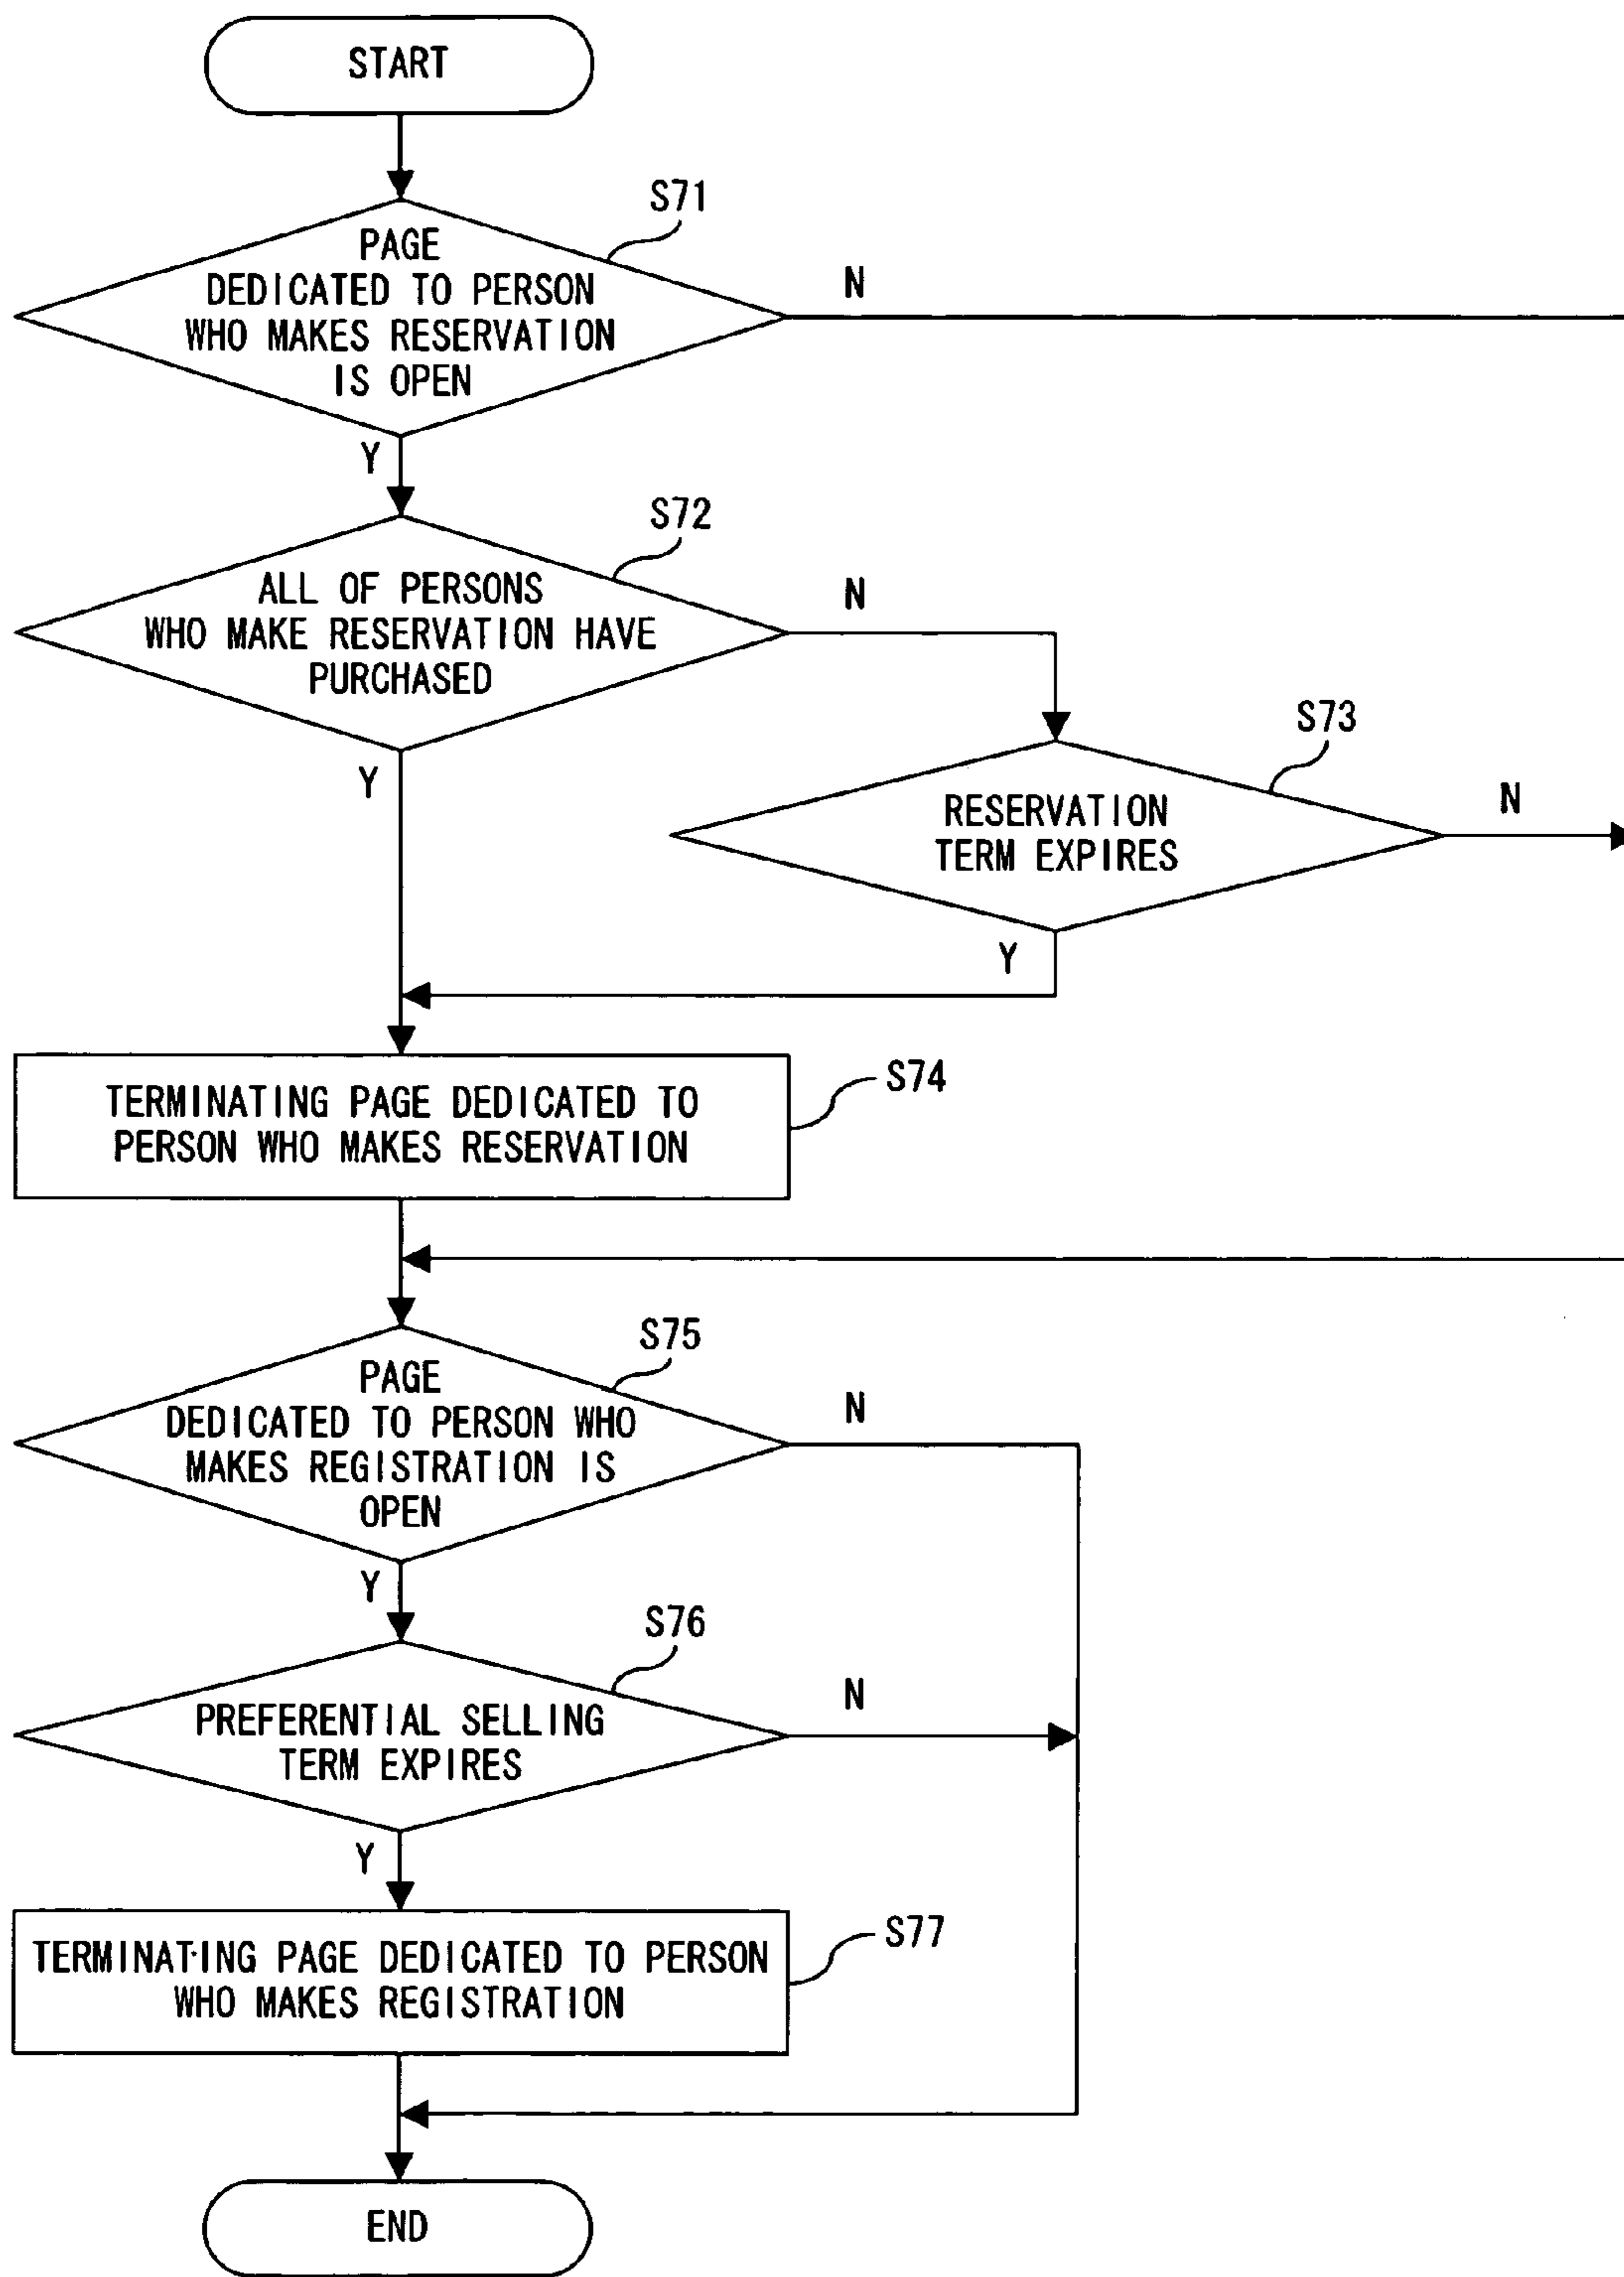 START
S71
PAGE
DEDICATED TO PERSON
WHO MAKES RESERVATION
IS OPEN
N
Y
S72
ALL OF PERSONS
WHO MAKE RESERVATION HAVE
PURCHASED
N
Y
S73
RESERVATION
TERM EXPIRES
N
Y
S74
TERMINATING PAGE DEDICATED TO
PERSON WHO MAKES RESERVATION
S75
PAGE
DEDICATED TO PERSON WHO
MAKES REGISTRATION IS
OPEN
N
Y
S76
PREFERENTIAL SELLING
TERM EXPIRES
N
Y
S77
TERMINATING PAGE DEDICATED TO PERSON
WHO MAKES REGISTRATION
END